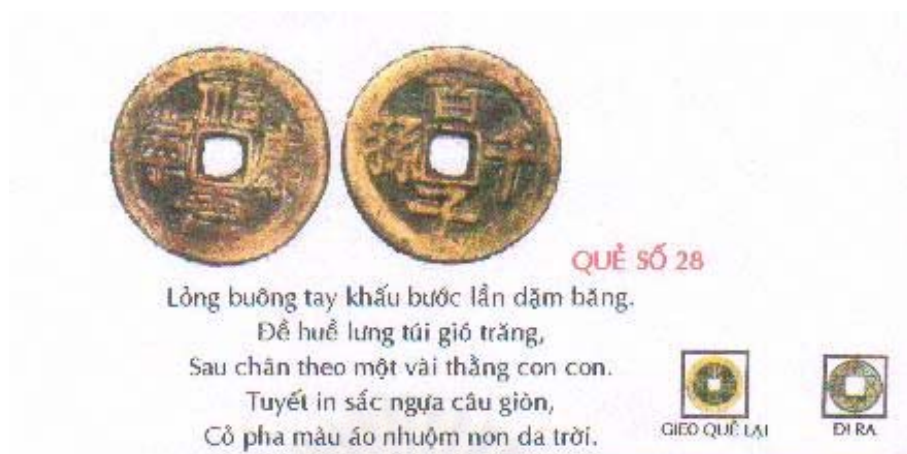 QUẺ SỐ 28
Lỏng buông tay khấu bước lần dặm băng.
Đề huề lưng túi gió trăng,
Sau chân theo một vài thằng con con.
Tuyết in sắc ngựa câu giòn,
Cỏ pha màu áo nhuộm non da trời.
GIEO QUẺ LẠI
ĐI RA